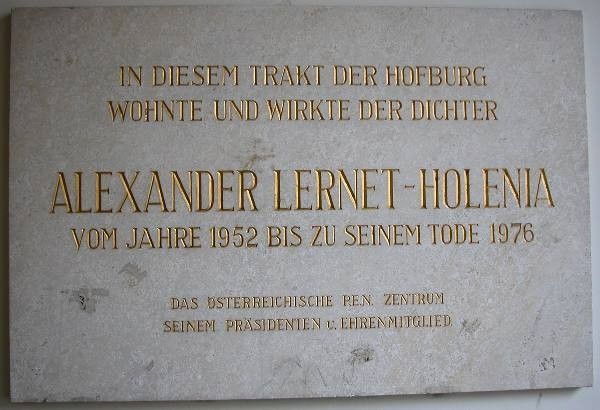 IN DIESEM TRAKT DER HOFBURG
WOHNTE UND WIRKTE DER DICHTER
ALEXANDER LERNET-HOLENIA
VOM JAHRE 1952 BIS ZU SEINEM TODE 1976
DAS ÖSTERREICHISCHE P.E.N. ZENTRUM
SEINEM PRÄSIDENTEN U. EHRENMITGLIED